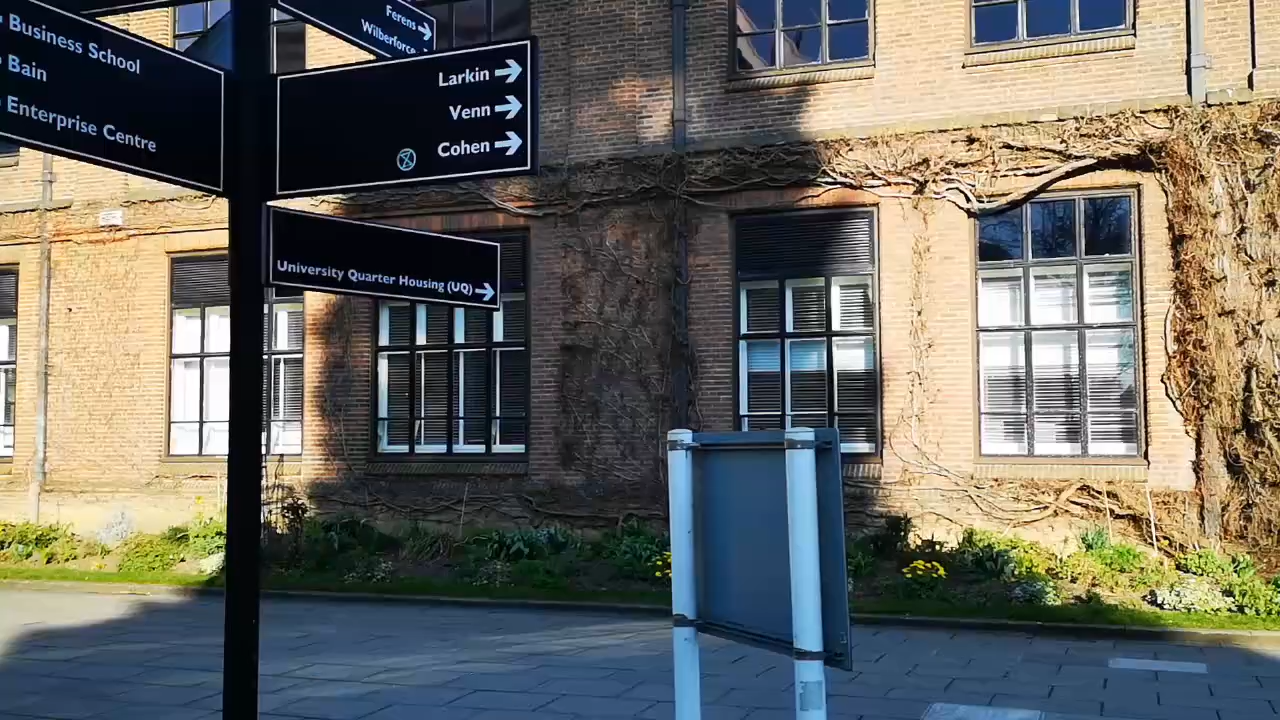 Business School
Bain
Enterprise Centre
Ferens
Wilberforce
Larkin
Venn
Cohen
University Quarter Housing (UQ)